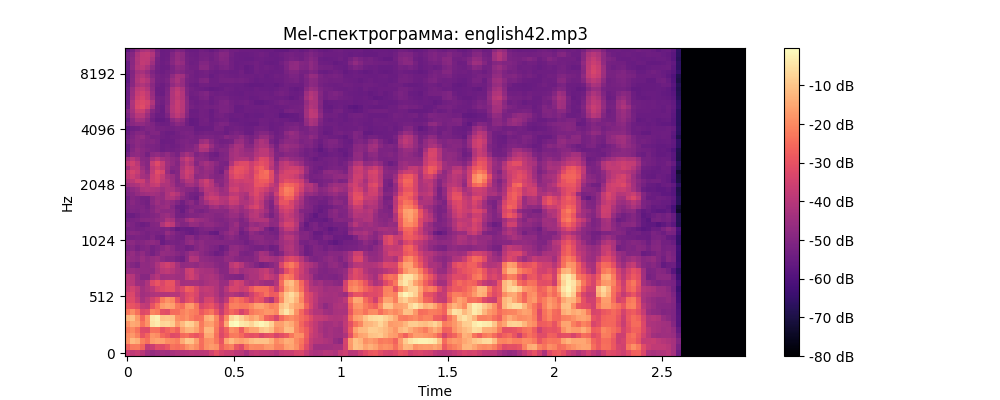 Mel-спектрограмма: english42.mp3
8192
4096
2048
1024
512
0
Hz
0 0.5 1 1.5 2 2.5
Time
-10 dB
-20 dB
-30 dB
-40 dB
-50 dB
-60 dB
-70 dB
-80 dB